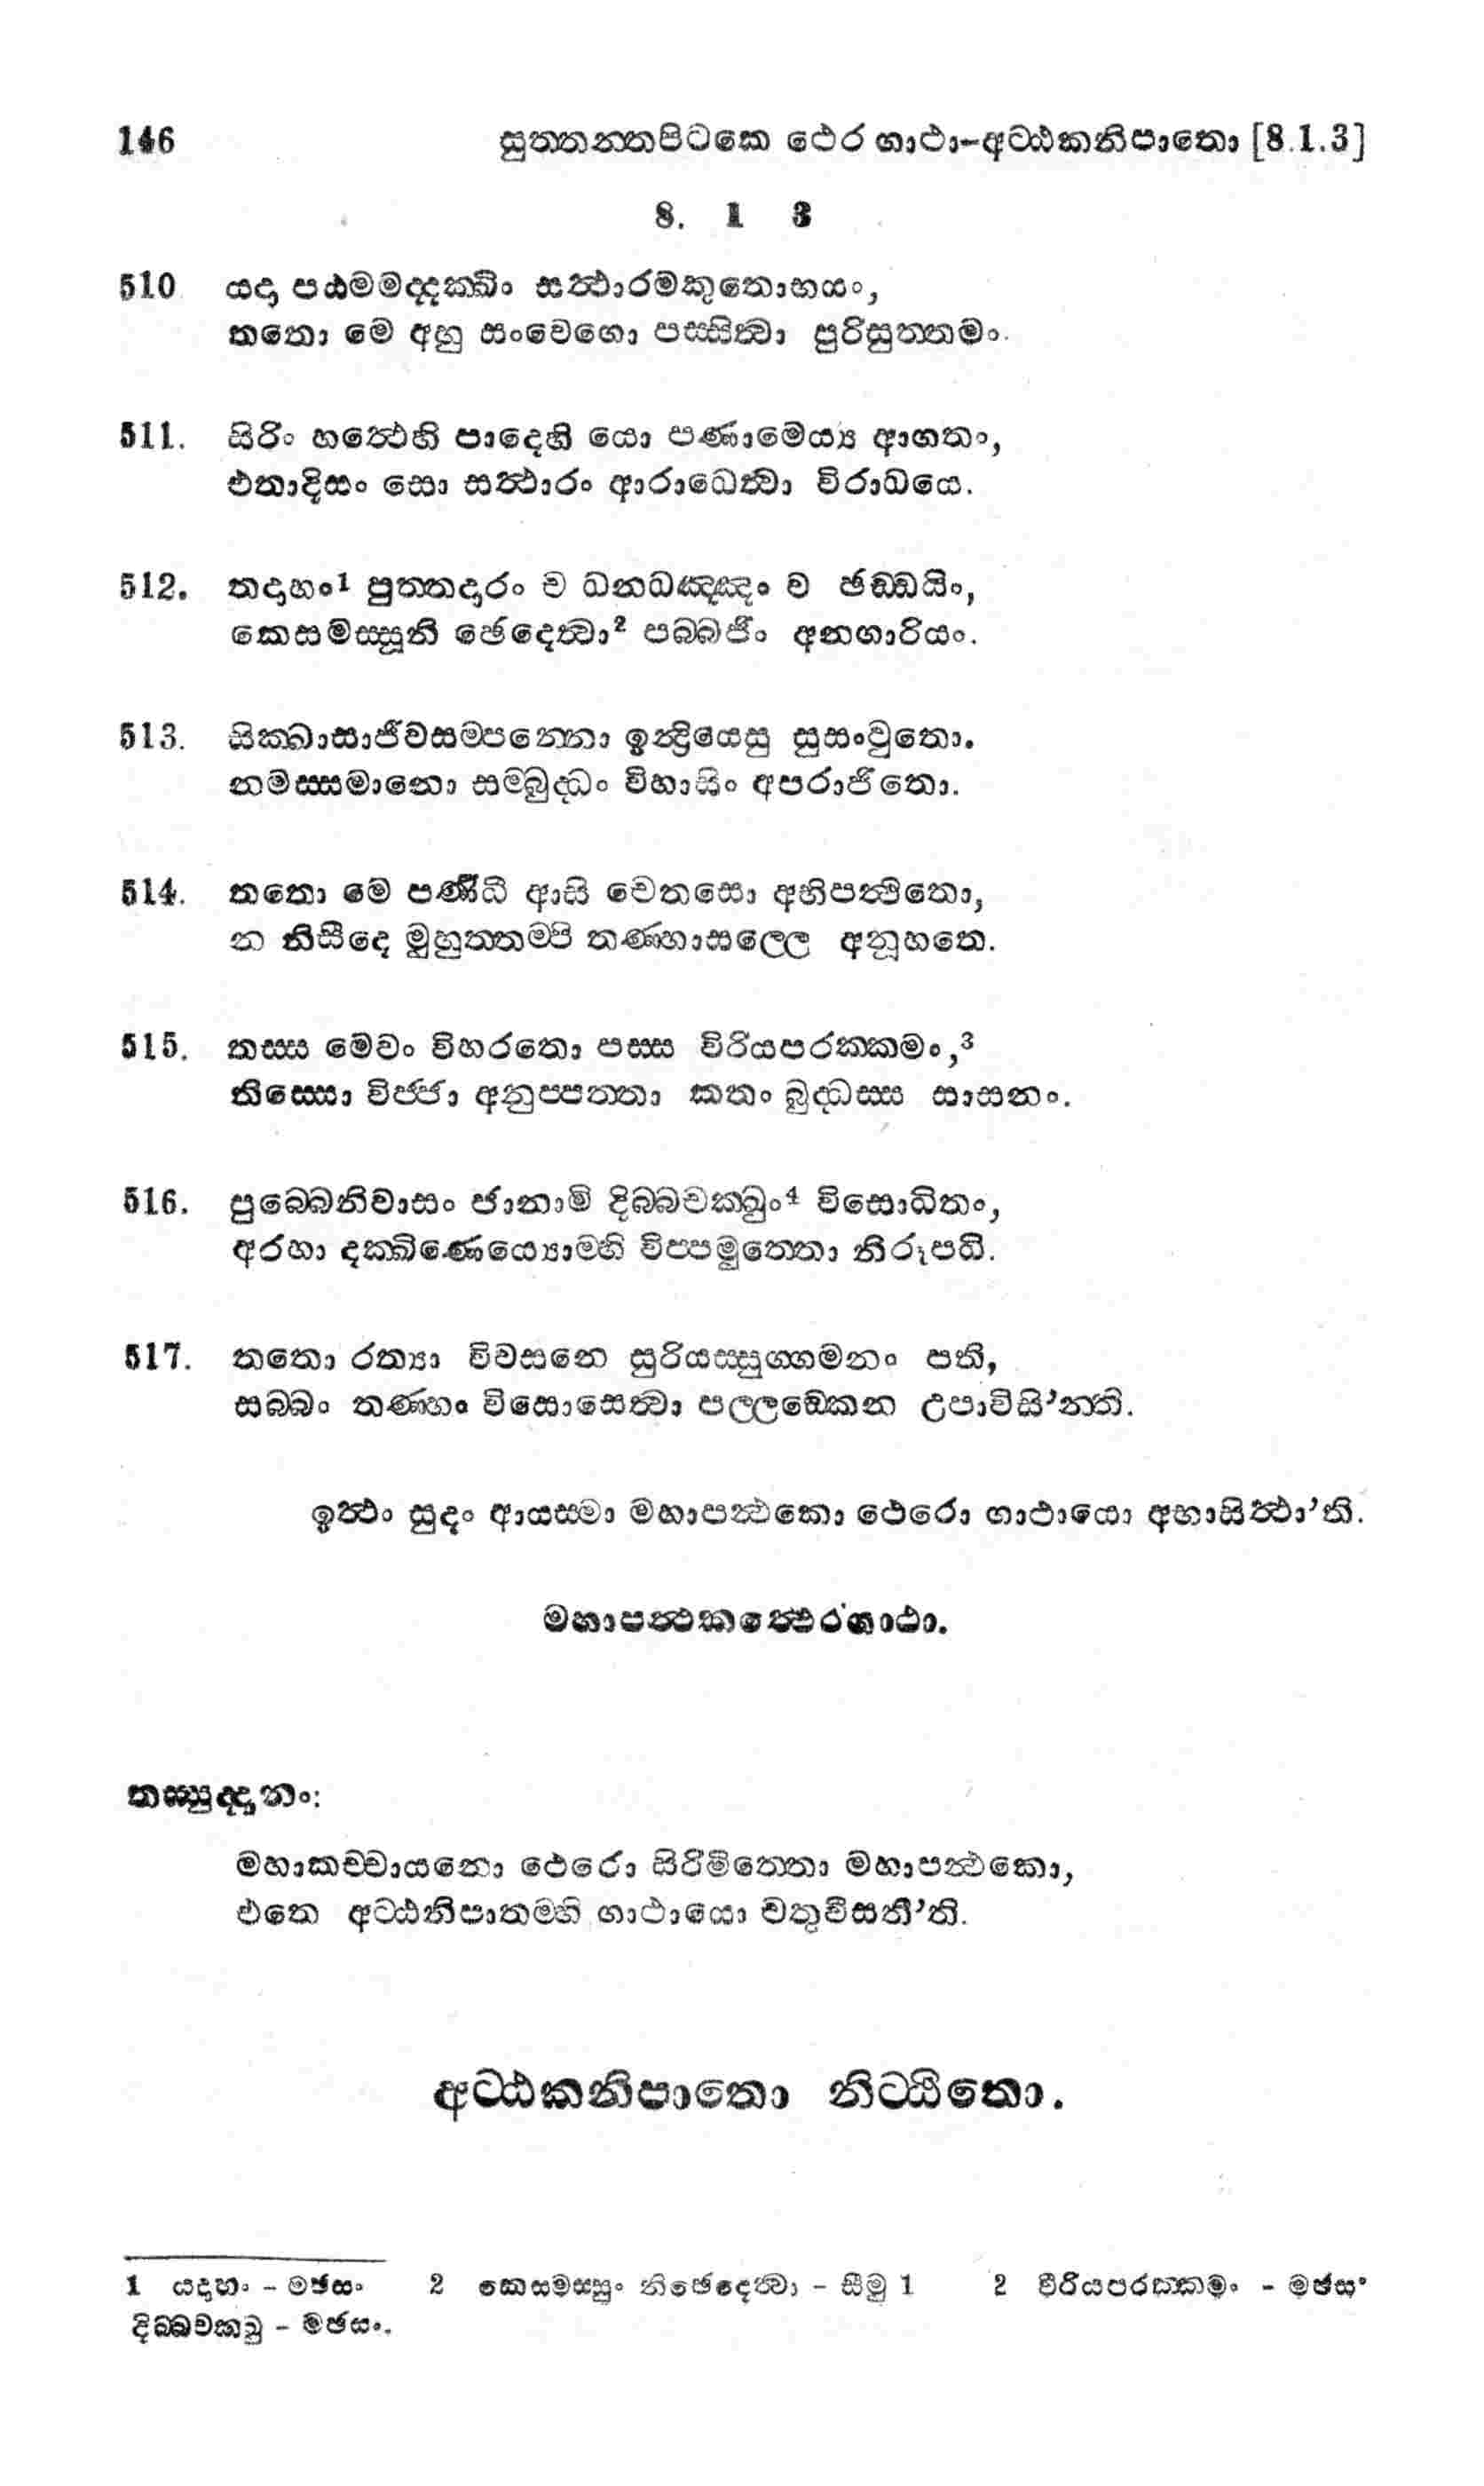 146 සුත්තන්තපිටකෙ ථෙර ගාථා-අට්ඨකනිපාතො [8.1.3]
8. 1 3
510 යදා පඨමමද්දක්ඛිං සත්ථාරමකුතොභයං,
තතො මෙ අහු සංවෙගො පස්සිත්වා පුරිසුත්තමං.
511. සිරිං හත්ථෙහි පාදෙහි යො පණාමෙය්‍ය ආගතං,
එතාදිසං සො සත්ථාරං ආරාධෙත්වා විරාධයෙ.
512. තදාහං1 පුත්තදාරං ච ධනධඤ්ඤං ච ඡඩ්ඩයිං,
කෙසමස්සූනි ඡෙදෙත්වා2 පබ්බජිං අනගාරියං.
513. සික්ඛාසාජීවසම්පන්නො ඉන්ද්‍රියෙසු සුසංවුතො.
නමස්සමානො සම්බුද්ධං විහාසිං අපරාජිතො.
514. තතො මෙ පණීධී ආසි චෙතසො අභිපත්ථිතො,
න නිසීදෙ මුහුත්තම්පි තණ්හාසල්ලෙ අනූහතෙ.
515. තස්ස මෙවං විහරතො පස්ස විරියපරක්කමං,3
තිස්සො විජ්ජා අනුප්පත්තා කතං බුද්ධස්ස සාසනං.
516. පුබ්බෙනිවාසං ජානාමි දිබ්බචක්ඛුං4 විසොධිතං,
අරහා දක්ඛිණෙය්‍යොම්හි විප්පමුත්තො නිරූපධි.
517. තතො රත්‍යා විවසනෙ සුරියස්සුග්ගමනං පති,
සබ්බං තණ්හං විසොසෙත්වා පල්ලඞ්කෙන උපාවිසි’න්ති.
ඉත්ථං සුදං ආයස්මා මහාපන්ථකො ථෙරො ගාථායො අභාසිත්ථා’ති.
මහාපන්ථකත්ථෙරගාථා.
තස්සුද්දානං:
මහාකච්චායනො ථෙරො සිරිමිත්තො මහාපන්ථකො,
එතෙ අට්ඨනිපාතම්හි ගාථායො චතුවීසතී’ති.
අට්ඨකනිපාතො නිට්ඨිතො.
1 යදාහං - මඡසං 2 කෙසමස්සුං නිඡෙදෙත්වා - සීමු 1 2 වීරියපරක්කමං - මඡසං
දිබ්බචක්ඛු - මඡසං.